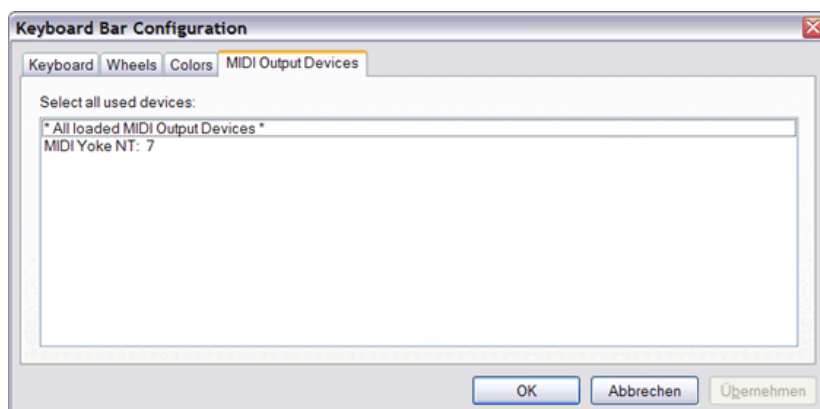 Keyboard Bar Configuration
Keyboard Wheels Colors MIDI Output Devices
Select all used devices:
* All loaded MIDI Output Devices *
MIDI Yoke NT: 7
OK Abbrechen Übernehmen